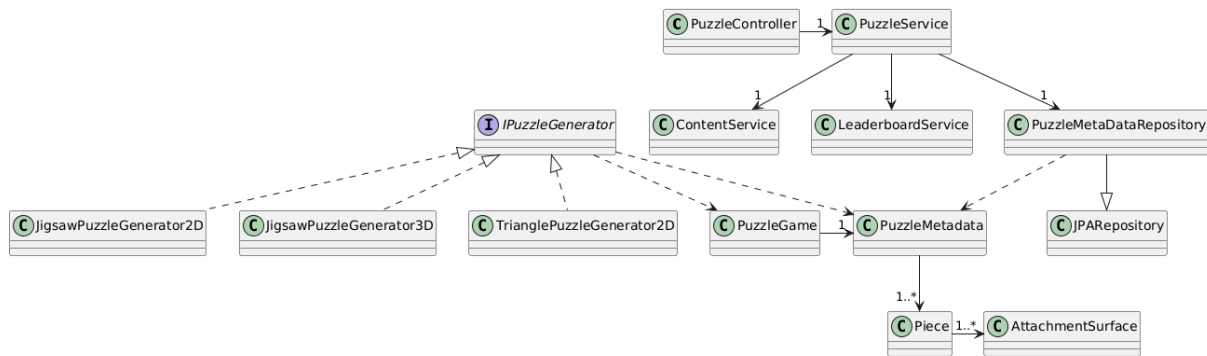 C PuzzleController
1
C PuzzleService
1
1
1
I IPuzzleGenerator
C ContentService
C LeaderboardService
C PuzzleMetaDataRepository
C JigsawPuzzleGenerator2D
C JigsawPuzzleGenerator3D
C TrianglePuzzleGenerator2D
C PuzzleGame
1
C PuzzleMetadata
C JPARepository
1..*
C Piece
1..*
C AttachmentSurface